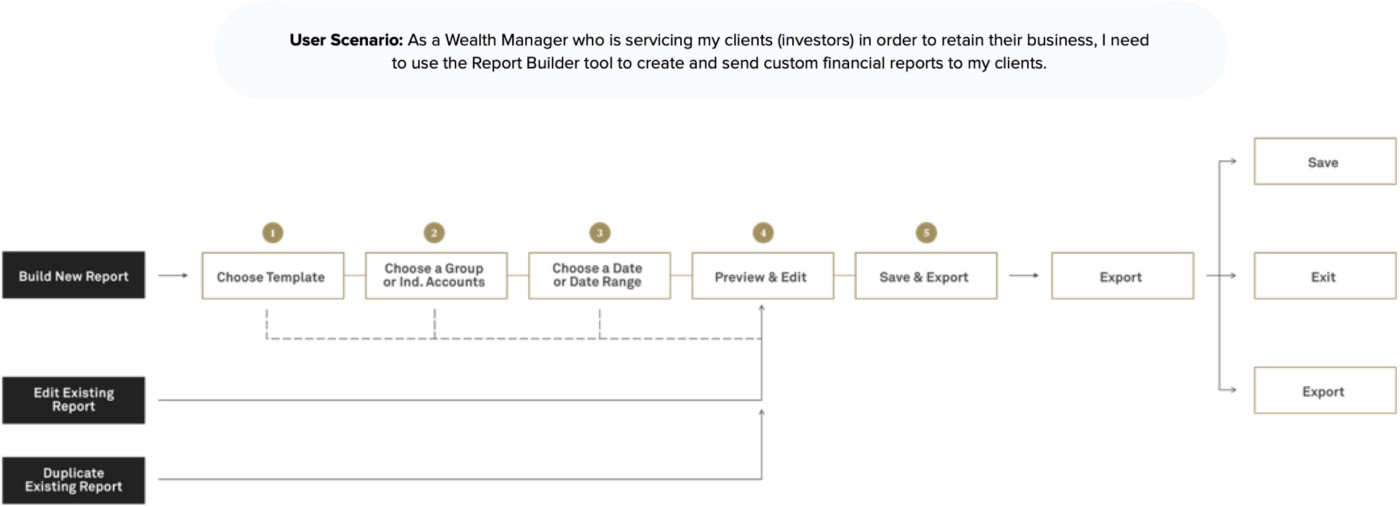 User Scenario: As a Wealth Manager who is servicing my clients (investors) in order to retain their business, I need
to use the Report Builder tool to create and send custom financial reports to my clients.
Save
1
2
3
4
5
Build New Report
Choose Template
Choose a Group
or Ind. Accounts
Choose a Date
or Date Range
Preview & Edit
Save & Export
Export
Exit
Edit Existing
Report
Export
Duplicate
Existing Report